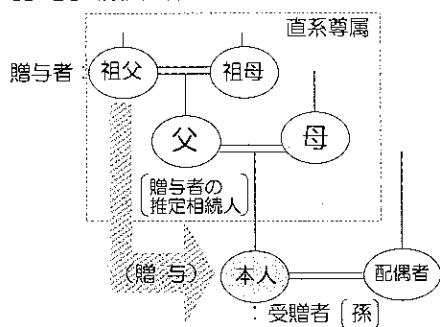 直系尊属
贈与者:
祖父
祖母
父
母
贈与者の
推定相続人
(贈与)
本人
配偶者
:受贈者〔孫〕